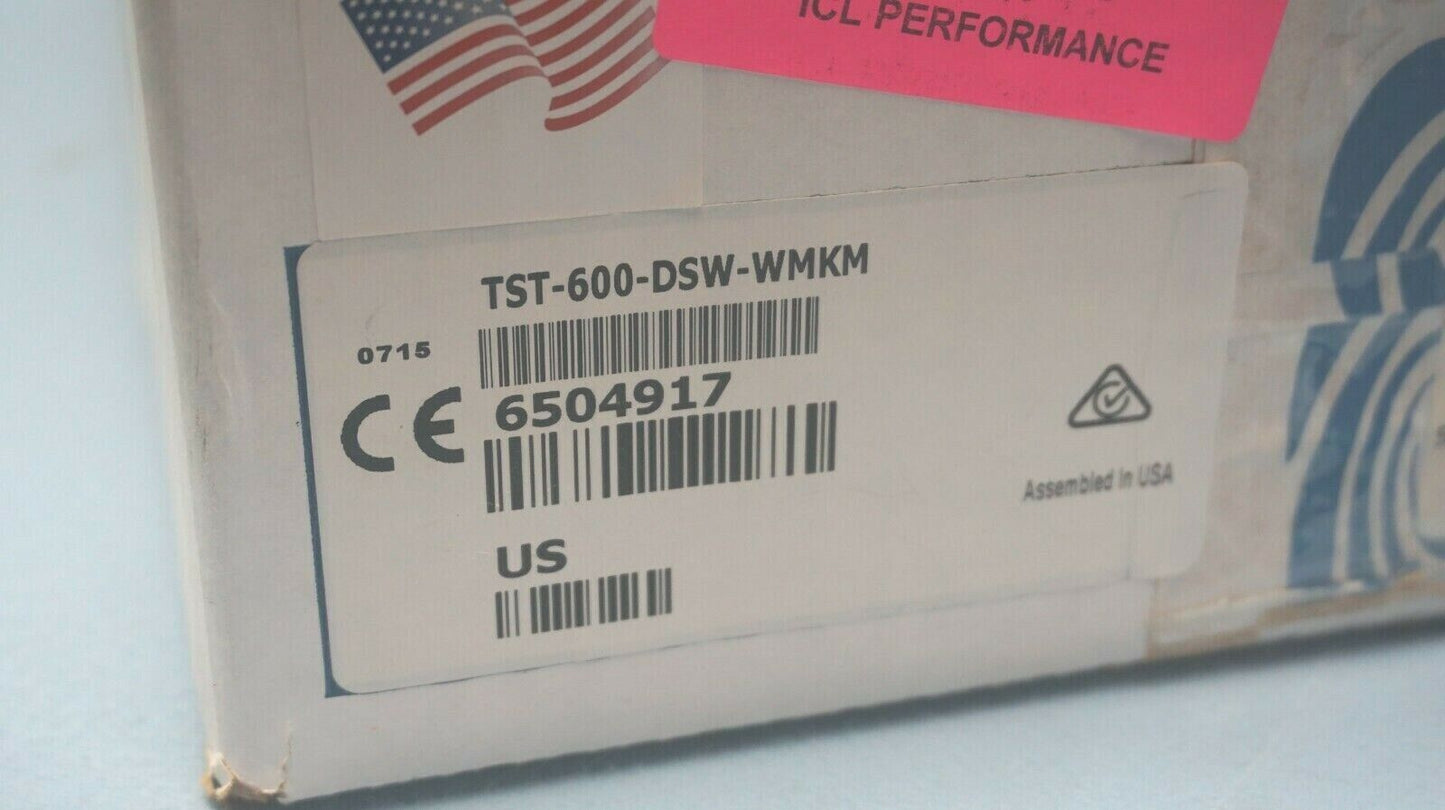 ICL PERFORMANCE
TST-600-DSW-WMKM
0715
CE
6504917
Assembled in USA
US